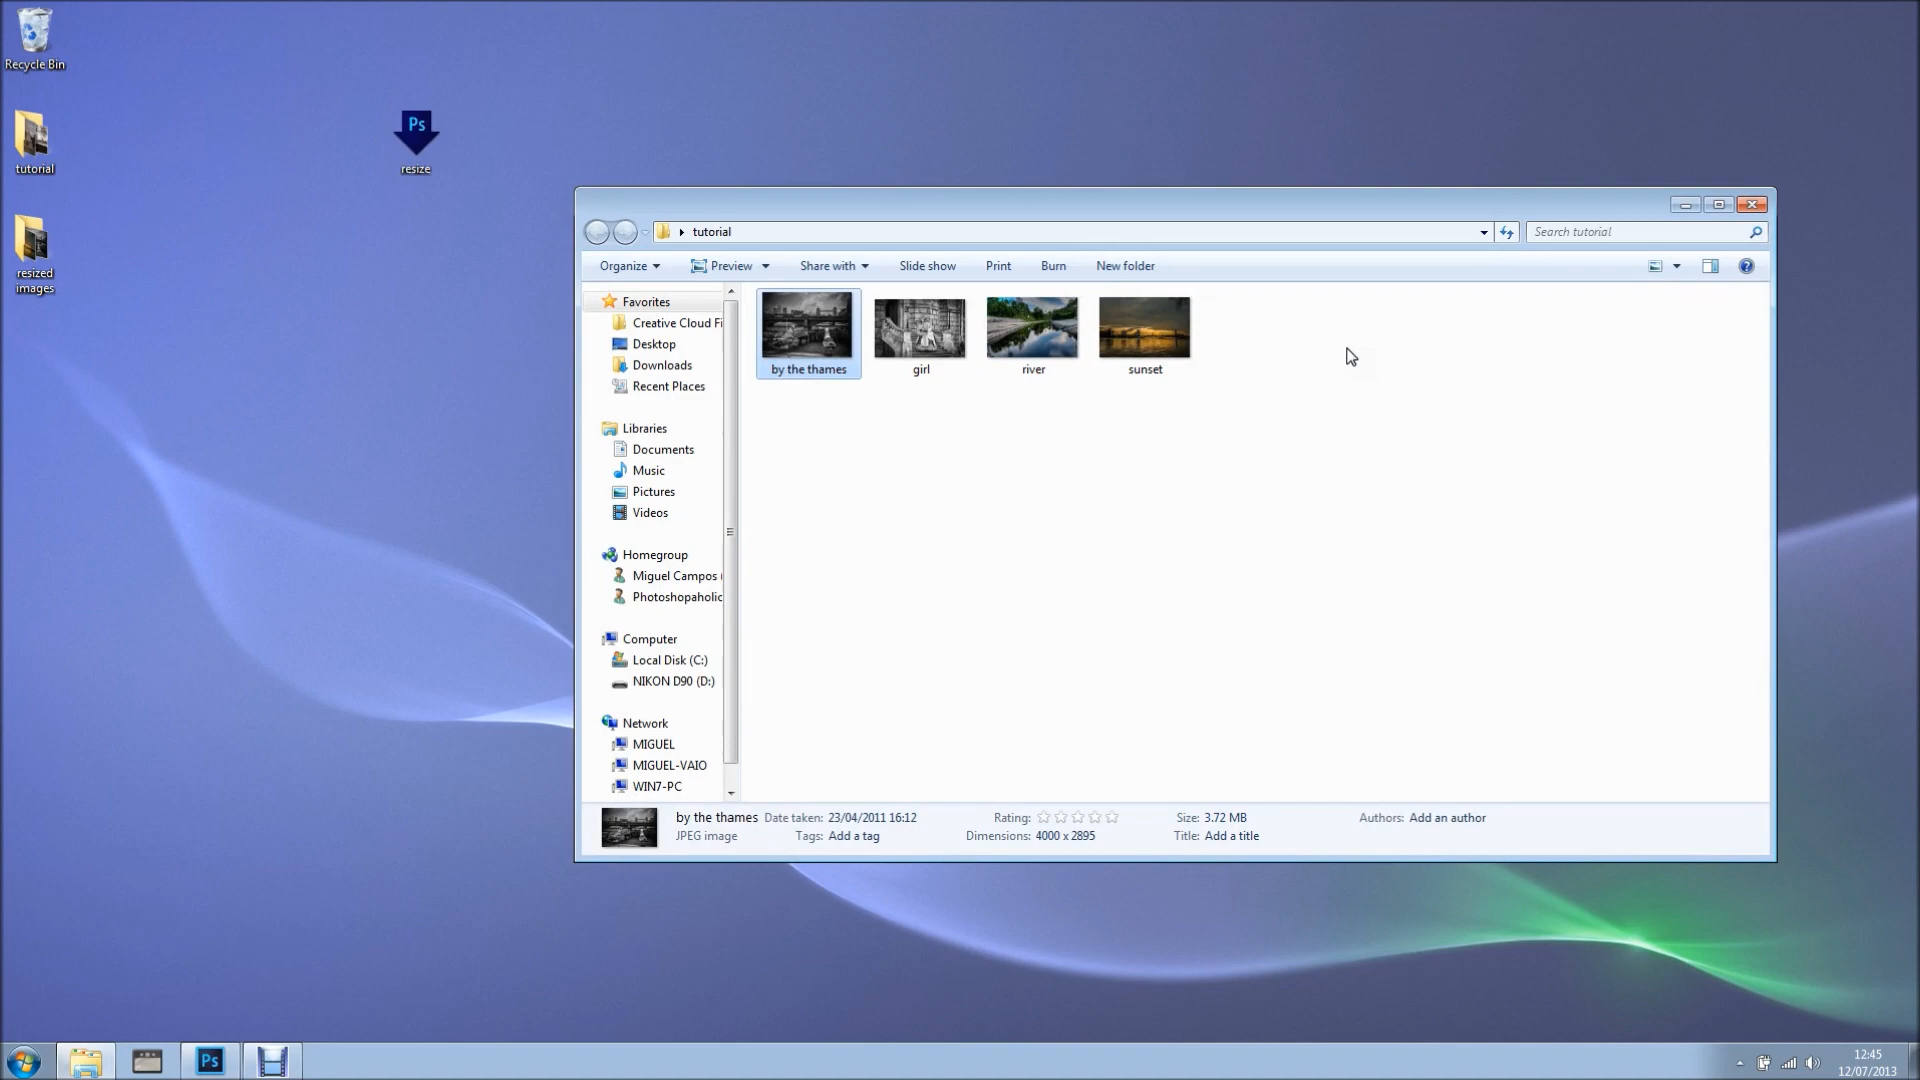 Recycle Bin
tutorial
resized
images
Ps
resize
tutorial
Search tutorial
Organize
Preview
Share with
Slide show
Print
Burn
New folder
Favorites
Creative Cloud Fi
Desktop
Downloads
Recent Places
Libraries
Documents
Music
Pictures
Videos
Homegroup
Miguel Campos (
Photoshopaholic
Computer
Local Disk (C:)
NIKON D90 (D:)
Network
MIGUEL
MIGUEL-VAIO
WIN7-PC
by the thames
girl
river
sunset
by the thames Date taken: 23/04/2011 16:12 Rating: Size: 3.72 MB Authors: Add an author
JPEG image Tags: Add a tag Dimensions: 4000 x 2895 Title: Add a title
Ps
12:45
12/07/2013